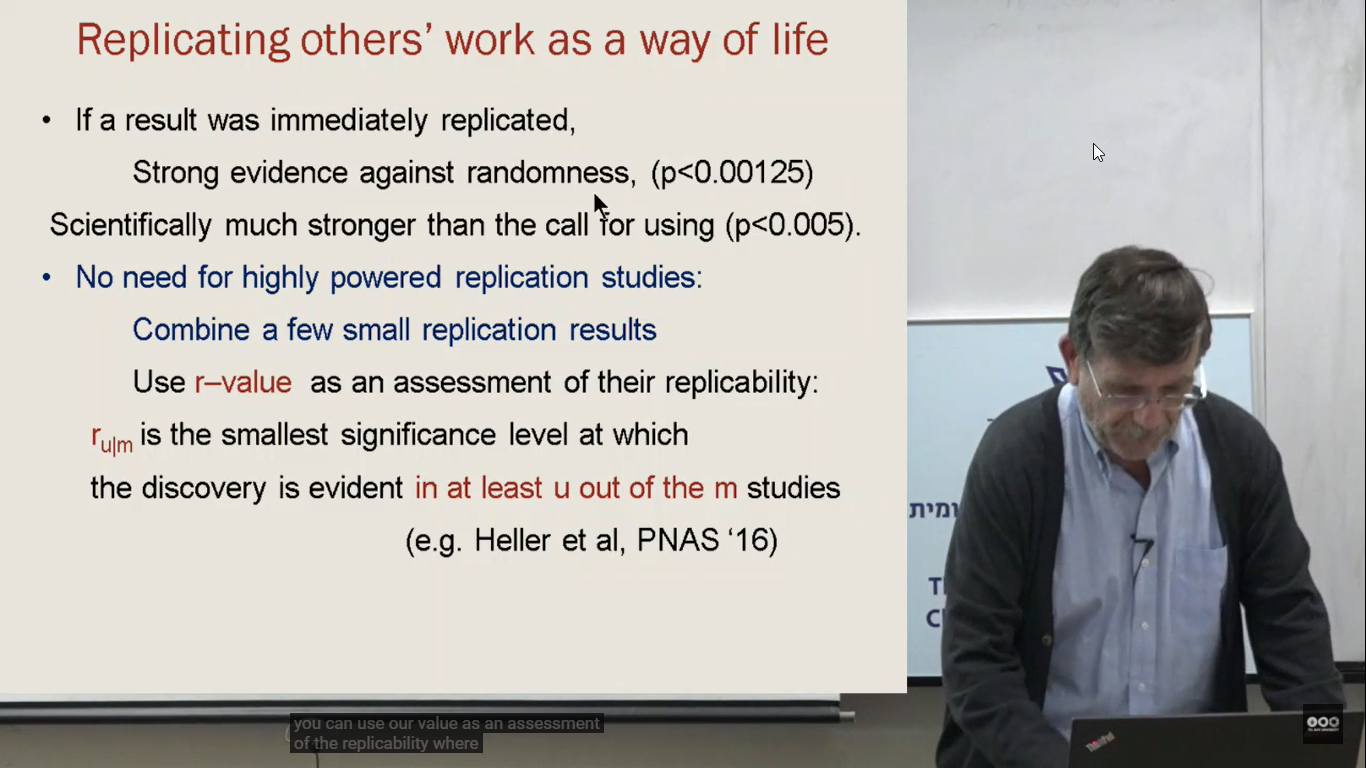 Replicating others’ work as a way of life
• If a result was immediately replicated,
Strong evidence against randomness, (p<0.00125)
Scientifically much stronger than the call for using (p<0.005).
• No need for highly powered replication studies:
Combine a few small replication results
Use r–value as an assessment of their replicability:
r_u|m is the smallest significance level at which
the discovery is evident in at least u out of the m studies
(e.g. Heller et al, PNAS ‘16)
ומית
T
C
ThinkPad
you can use our value as an assessment
of the replicability where